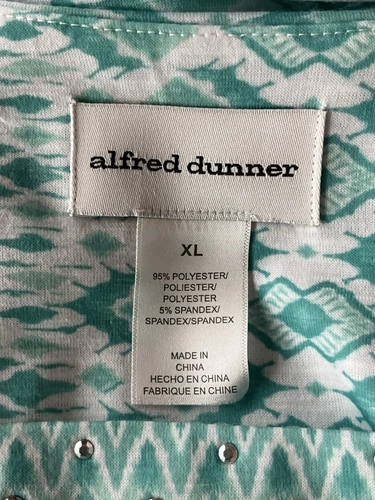 alfred dunner
XL
95% POLYESTER/
POLIESTER/
POLYESTER
5% SPANDEX/
SPANDEX/SPANDEX
MADE IN
CHINA
HECHO EN CHINA
FABRIQUE EN CHINE